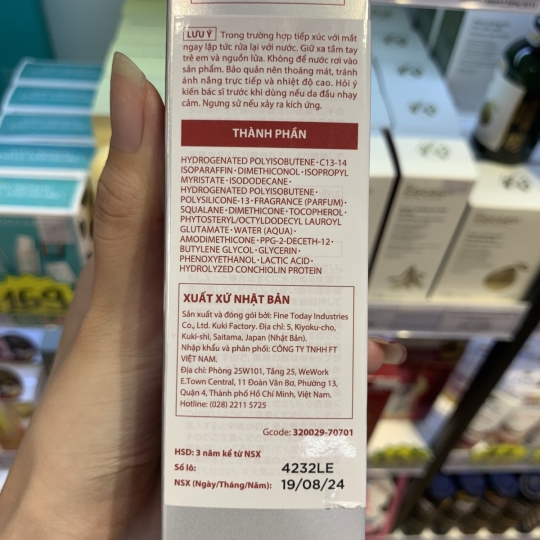 LƯU Ý Trong trường hợp tiếp xúc với mắt
ngay lập tức rửa lại với nước. Giữ xa tầm tay
trẻ em và nguồn lửa. Không để nước rơi vào
sản phẩm. Bảo quản nên thoáng mát, tránh
ánh nắng trực tiếp và nhiệt độ cao. Hỏi ý
kiến bác sĩ trước khi dùng nếu da đầu nhạy
cảm. Ngưng sử nếu xảy ra kích ứng.
THÀNH PHẦN
HYDROGENATED POLYISOBUTENE·C13-14
ISOPARAFFIN·DIMETHICONOL·ISOPROPYL
MYRISTATE·ISODODECANE·
HYDROGENATED POLYISOBUTENE·
POLYSILICONE-13·FRAGRANCE (PARFUM)·
SQUALANE·DIMETHICONE·TOCOPHEROL·
PHYTOSTERYL/OCTYLDODECYL LAUROYL
GLUTAMATE·WATER (AQUA)·
AMODIMETHICONE·PPG-2-DECETH-12·
BUTYLENE GLYCOL·GLYCERIN·
PHENOXYETHANOL·LACTIC ACID·
HYDROLYZED CONCHIOLIN PROTEIN
XUẤT XỨ NHẬT BẢN
Sản xuất và đóng gói bởi: Fine Today Industries
Co., Ltd. Kuki Factory. Địa chỉ: 5, Kiyoku-cho,
Kuki-shi, Saitama, Japan (Nhật Bản).
Nhập khẩu và phân phối: CÔNG TY TNHH FT
VIỆT NAM.
Địa chỉ: Phòng 25W101, Tầng 25, WeWork
E.Town Central, 11 Đoàn Văn Bơ, Phường 13,
Quận 4, Thành phố Hồ Chí Minh, Việt Nam.
Hotline: (028) 2211 5725
Gcode: 320029-70701
HSD: 3 năm kể từ NSX
Số lô: 4232LE
NSX (Ngày/Tháng/Năm): 19/08/24